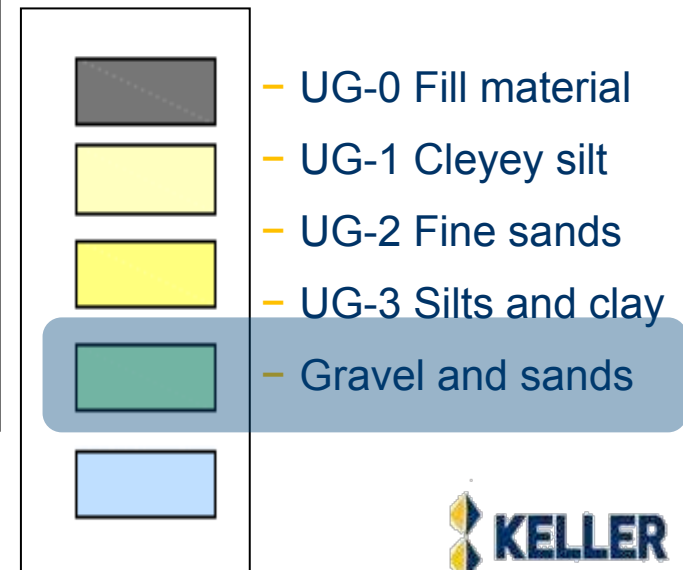 – UG-0 Fill material
– UG-1 Cleyey silt
– UG-2 Fine sands
– UG-3 Silts and clay
– Gravel and sands
KELLER